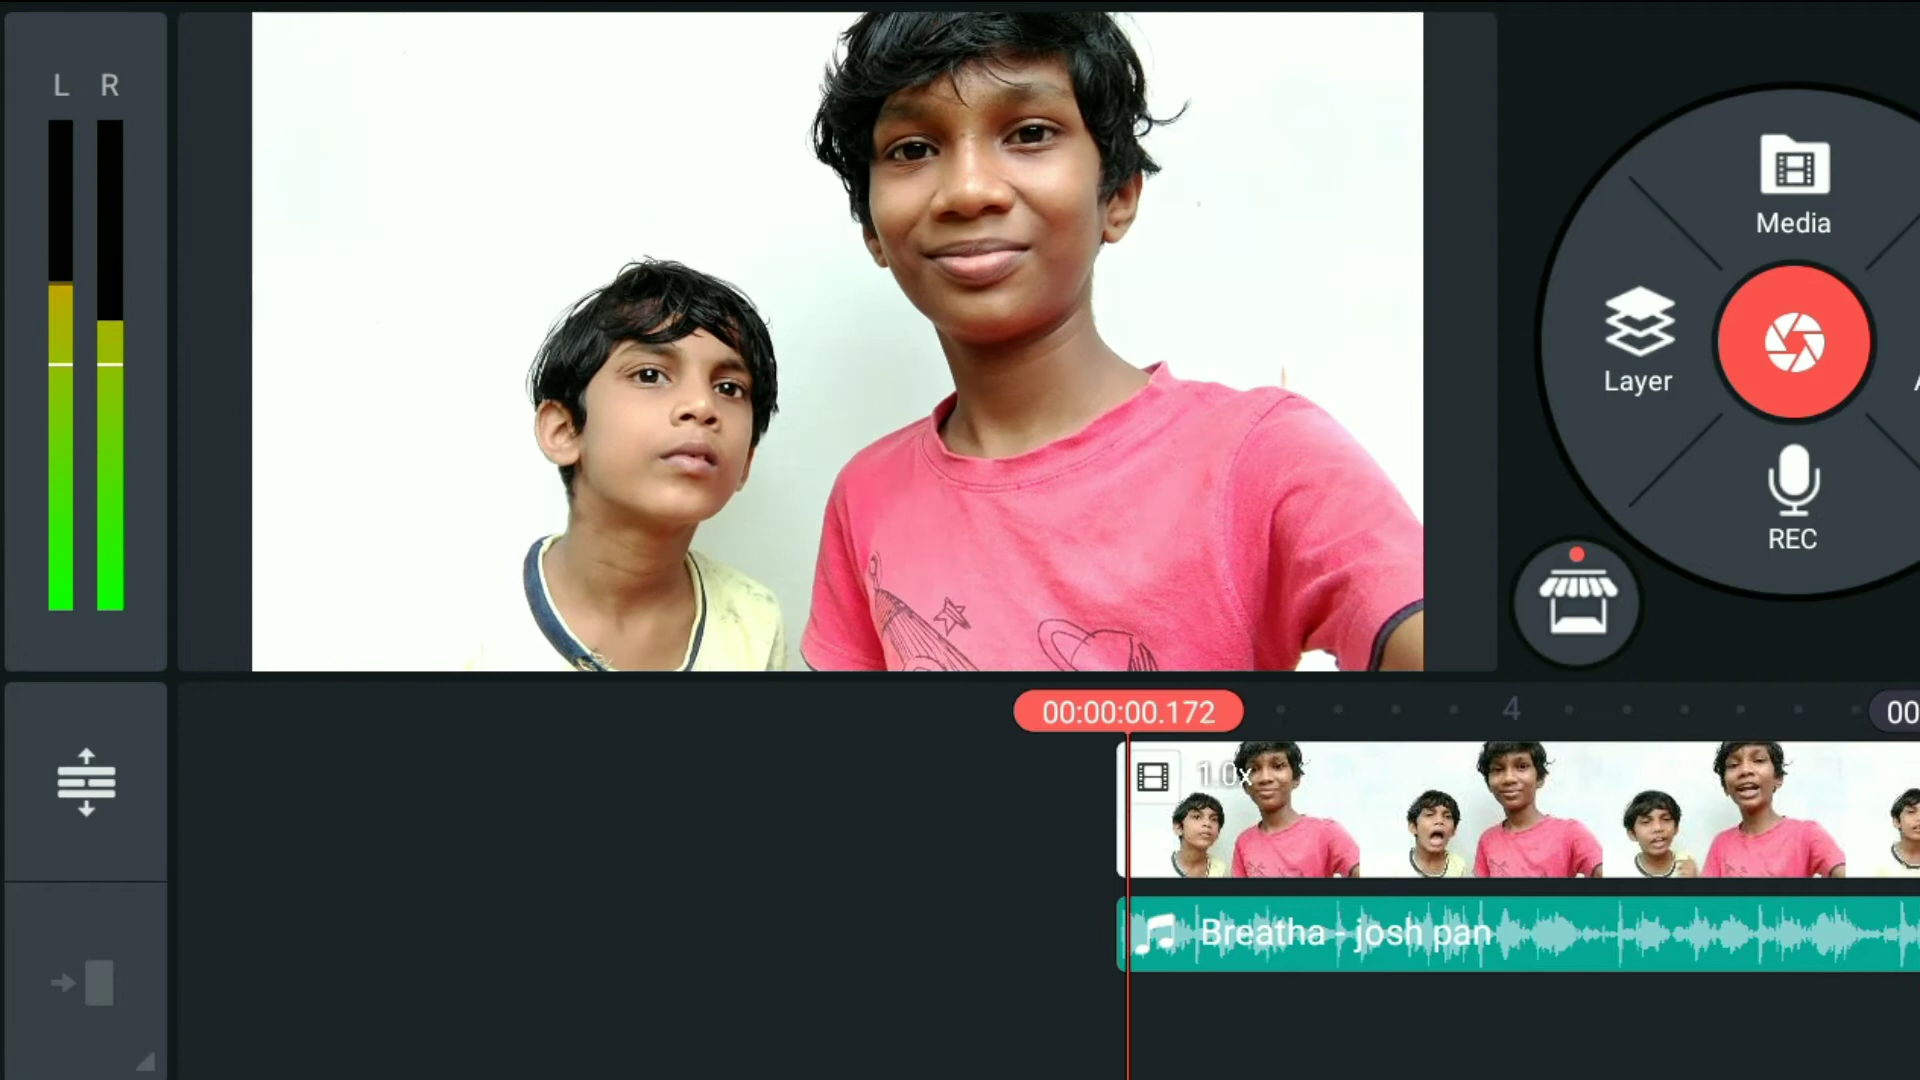 L R
Media
Layer
REC
00:00:00.172
4
00
1.0x
Breatha - josh pan